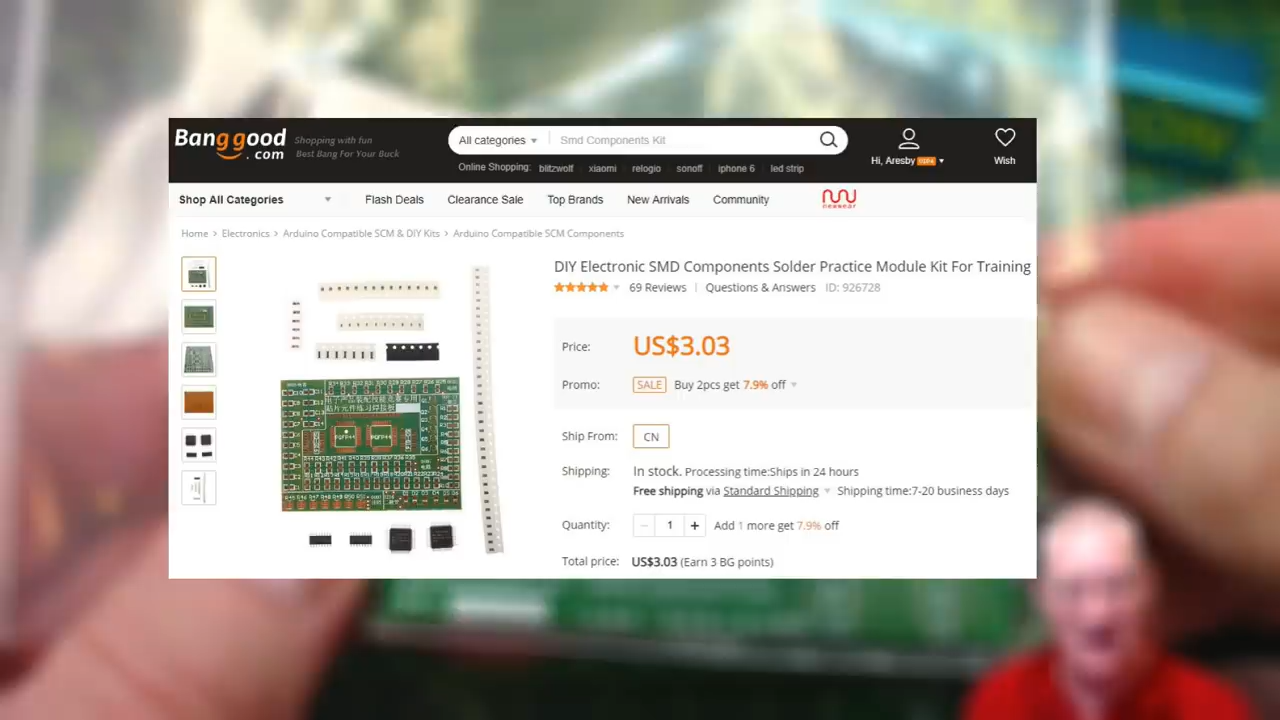 Banggood
.com
Shopping with fun
Best Bang For Your Buck
All categories
Smd Components Kit
Online Shopping: blitzwolf xiaomi relogio sonoff iphone 6 led strip
Hi, Aresby
Wish
Shop All Categories
Flash Deals
Clearance Sale
Top Brands
New Arrivals
Community
Home > Electronics > Arduino Compatible SCM & DIY Kits > Arduino Compatible SCM Components
DIY Electronic SMD Components Solder Practice Module Kit For Training
69 Reviews | Questions & Answers ID: 926728
Price: US$3.03
Promo: SALE Buy 2pcs get 7.9% off
Ship From: CN
Shipping: In stock. Processing time:Ships in 24 hours
Free shipping via Standard Shipping Shipping time:7-20 business days
Quantity: − 1 + Add 1 more get 7.9% off
Total price: US$3.03 (Earn 3 BG points)
PQFP44 PQFP44